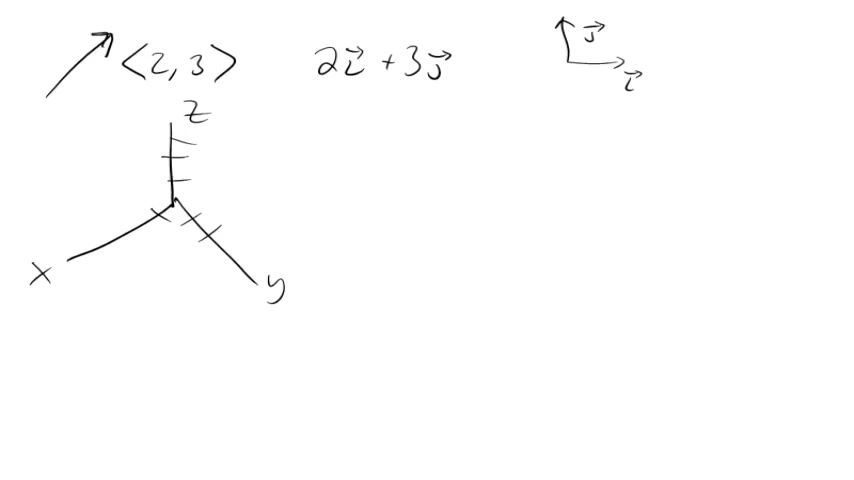 ⟨2, 3⟩ 2i⃗ + 3j⃗ j⃗
i⃗
z
x
y